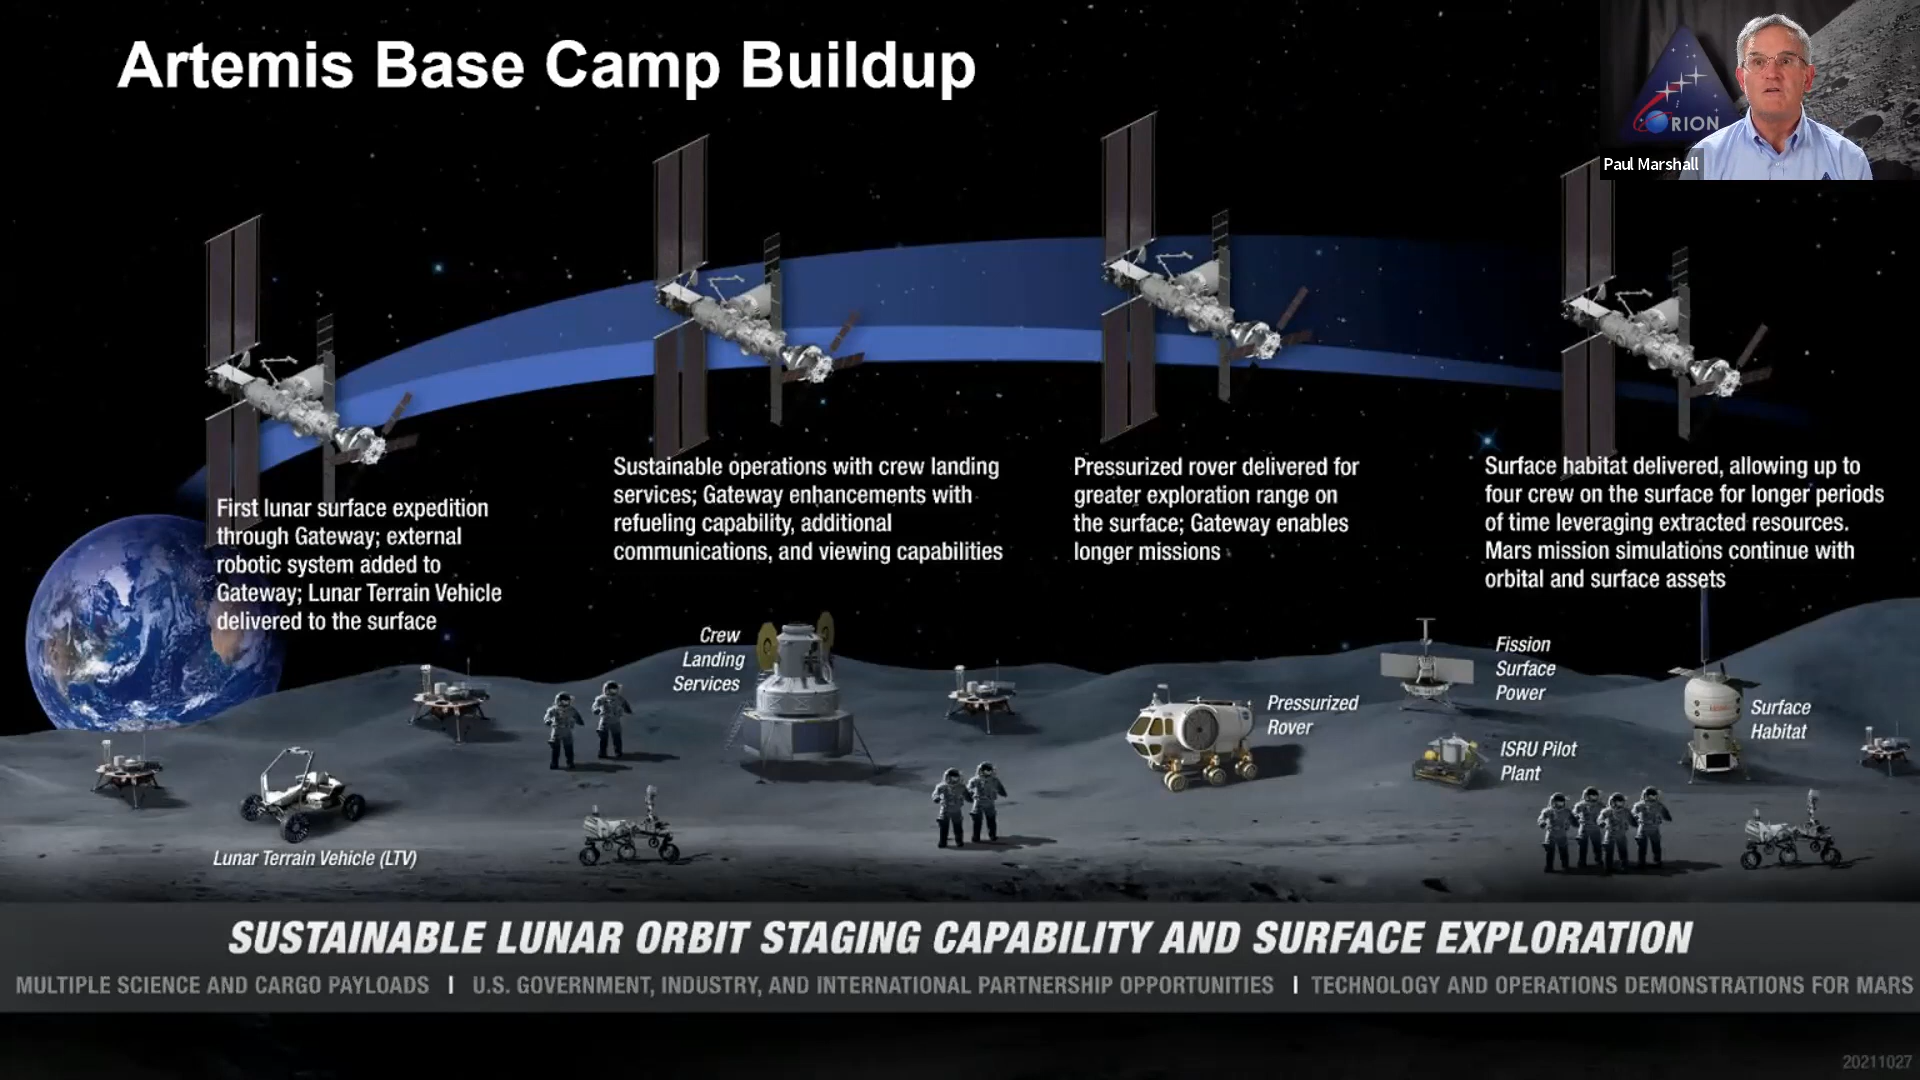 Artemis Base Camp Buildup
ORION
Paul Marshall
First lunar surface expedition
through Gateway; external
robotic system added to
Gateway; Lunar Terrain Vehicle
delivered to the surface
Sustainable operations with crew landing
services; Gateway enhancements with
refueling capability, additional
communications, and viewing capabilities
Pressurized rover delivered for
greater exploration range on
the surface; Gateway enables
longer missions
Surface habitat delivered, allowing up to
four crew on the surface for longer periods
of time leveraging extracted resources.
Mars mission simulations continue with
orbital and surface assets
Crew
Landing
Services
Pressurized
Rover
Fission
Surface
Power
ISRU Pilot
Plant
Surface
Habitat
Lunar Terrain Vehicle (LTV)
SUSTAINABLE LUNAR ORBIT STAGING CAPABILITY AND SURFACE EXPLORATION
MULTIPLE SCIENCE AND CARGO PAYLOADS | U.S. GOVERNMENT, INDUSTRY, AND INTERNATIONAL PARTNERSHIP OPPORTUNITIES | TECHNOLOGY AND OPERATIONS DEMONSTRATIONS FOR MARS
20211027